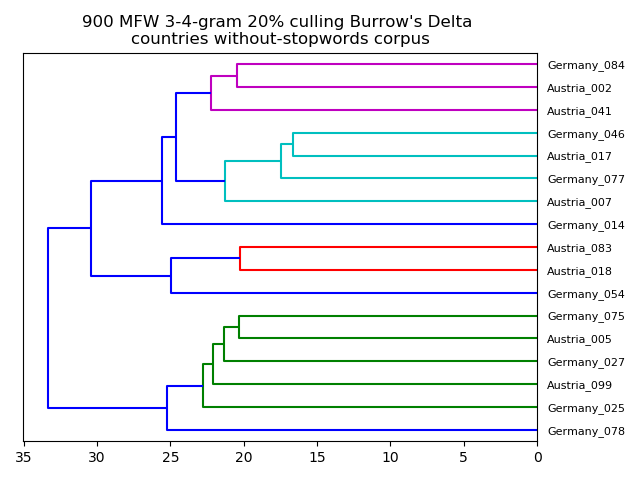 900 MFW 3-4-gram 20% culling Burrow's Delta
countries without-stopwords corpus
Germany_084
Austria_002
Austria_041
Germany_046
Austria_017
Germany_077
Austria_007
Germany_014
Austria_083
Austria_018
Germany_054
Germany_075
Austria_005
Germany_027
Austria_099
Germany_025
Germany_078
35 30 25 20 15 10 5 0